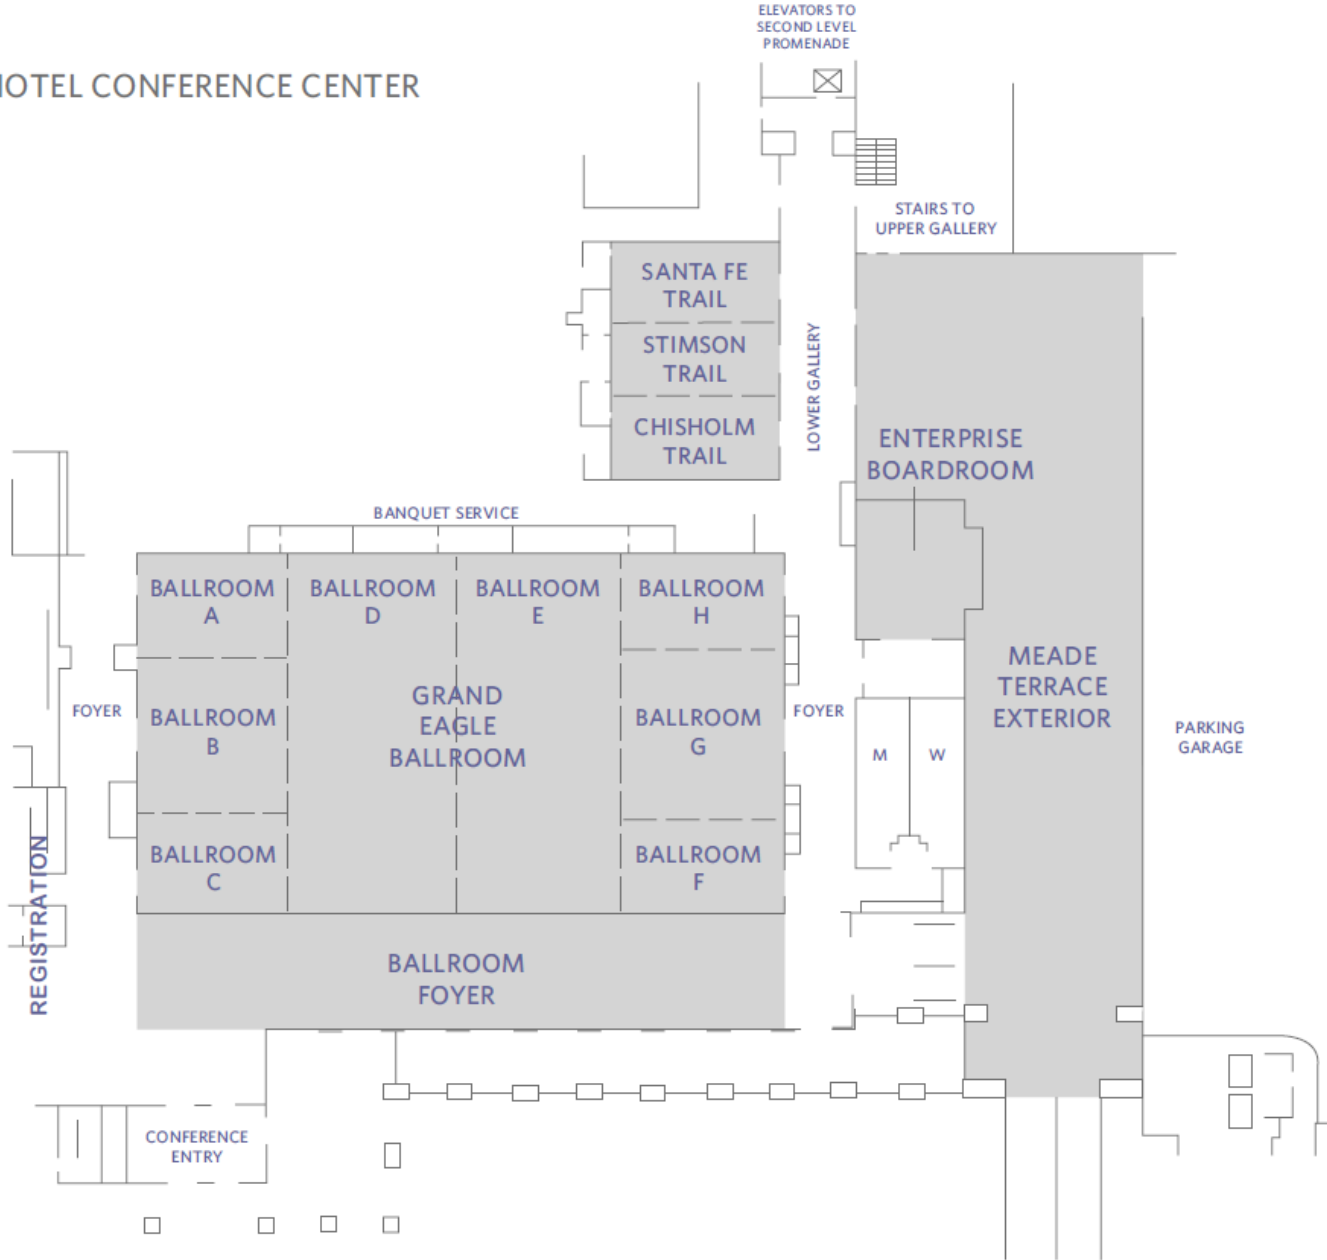 ELEVATORS TO
SECOND LEVEL
PROMENADE
HOTEL CONFERENCE CENTER
STAIRS TO
UPPER GALLERY
SANTA FE
TRAIL
STIMSON
TRAIL
CHISHOLM
TRAIL
LOWER GALLERY
ENTERPRISE
BOARDROOM
BANQUET SERVICE
BALLROOM
A
BALLROOM
D
BALLROOM
E
BALLROOM
H
GRAND
EAGLE
BALLROOM
FOYER
BALLROOM
B
BALLROOM
G
FOYER
MEADE
TERRACE
EXTERIOR
M
W
PARKING
GARAGE
BALLROOM
C
BALLROOM
F
REGISTRATION
BALLROOM
FOYER
CONFERENCE
ENTRY